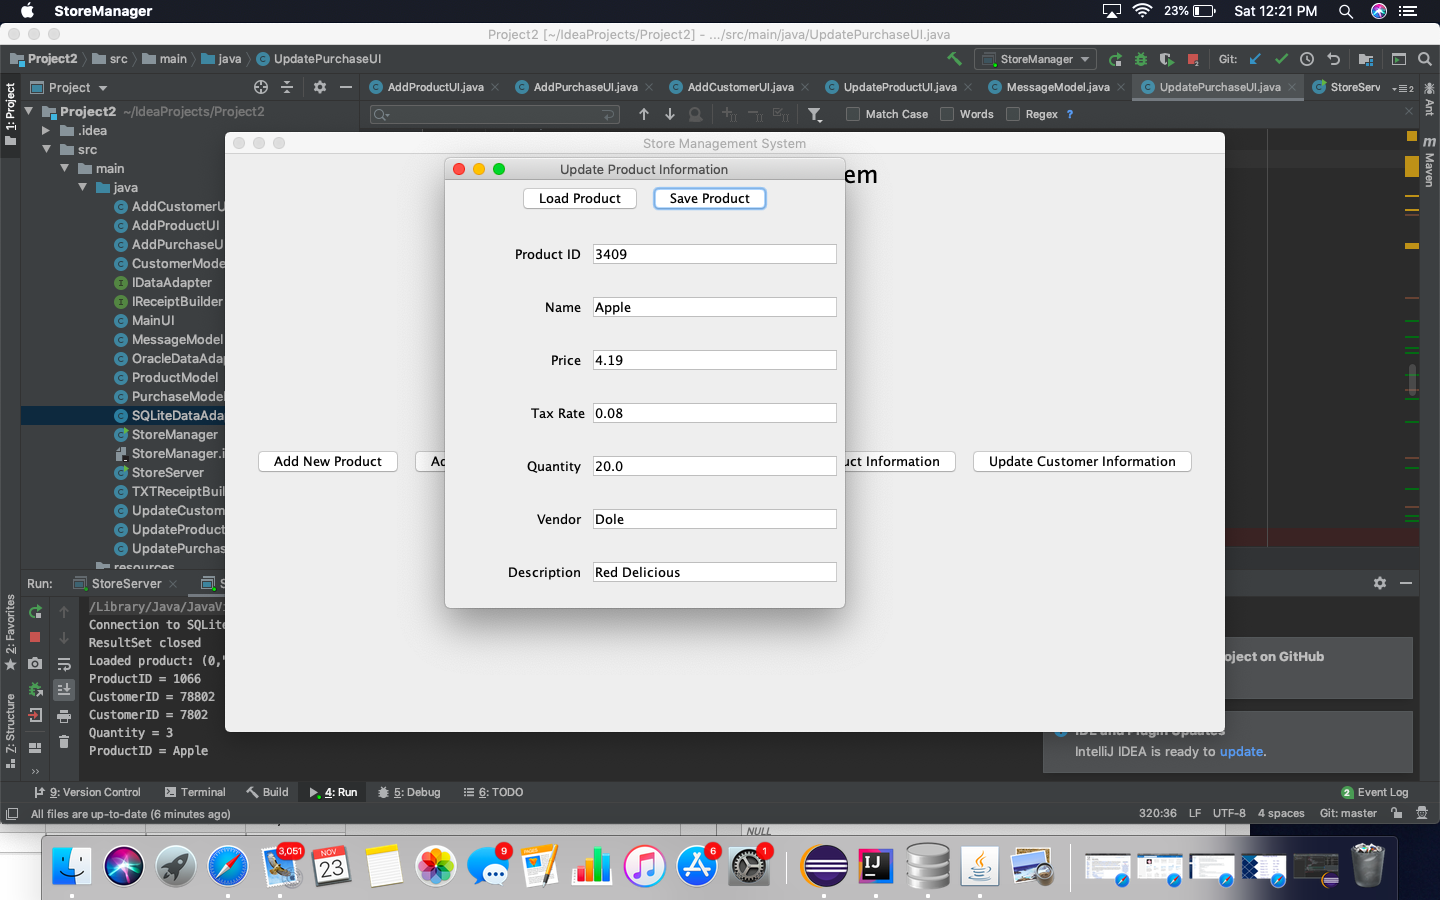 StoreManager
23%
Sat 12:21 PM
Project2 [~/IdeaProjects/Project2] - .../src/main/java/UpdatePurchaseUI.java
Project2 src main java UpdatePurchaseUI
StoreManager
Git:
Project
AddProductUI.java AddPurchaseUI.java AddCustomerUI.java UpdateProductUI.java MessageModel.java UpdatePurchaseUI.java StoreServ
Match Case Words Regex ?
1: Project
Ant
Maven
Project2 ~/IdeaProjects/Project2
.idea
src
main
java
AddCustomerU
AddProductUI
AddPurchaseU
CustomerMode
IDataAdapter
IReceiptBuilder
MainUI
MessageModel
OracleDataAda
ProductModel
PurchaseModel
SQLiteDataAda
StoreManager
StoreManager.i
StoreServer
TXTReceiptBuil
UpdateCustom
UpdateProduct
UpdatePurchas
resources
Store Management System
em
Update Product Information
Load Product Save Product
Product ID 3409
Name Apple
Price 4.19
Tax Rate 0.08
Quantity 20.0
Vendor Dole
Description Red Delicious
Add New Product
Ac
uct Information
Update Customer Information
Run: StoreServer S
/Library/Java/JavaVi
Connection to SQLite
ResultSet closed
Loaded product: (0,"
ProductID = 1066
CustomerID = 78802
CustomerID = 7802
Quantity = 3
ProductID = Apple
2: Favorites
7: Structure
oject on GitHub
IDE and Plugin Updates
IntelliJ IDEA is ready to update.
9: Version Control Terminal Build 4: Run 5: Debug 6: TODO
2 Event Log
All files are up-to-date (6 minutes ago)
320:36 LF UTF-8 4 spaces Git: master
NULL
3,051
NOV
23
9
6
1
IJ